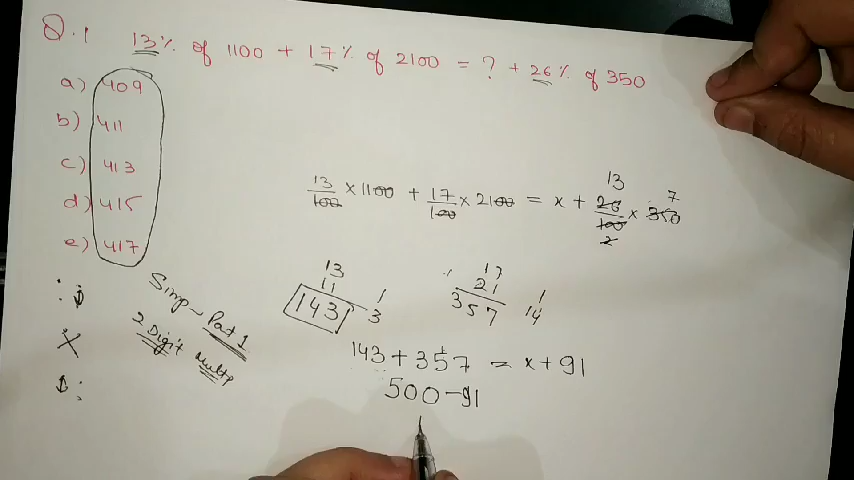 Q.1 13% of 1100 + 17% of 2100 = ? + 26% of 350
a) 409
b) 411
c) 413
d) 415
e) 417
13/100 × 1100 + 17/100 × 2100 = x + 26/100 × 350
13 7
2
13
11
143
1
3
17
21
357
1
14
Simp~ Part 1
2 Digit Multp
143 + 357 = x + 91
500 - 91